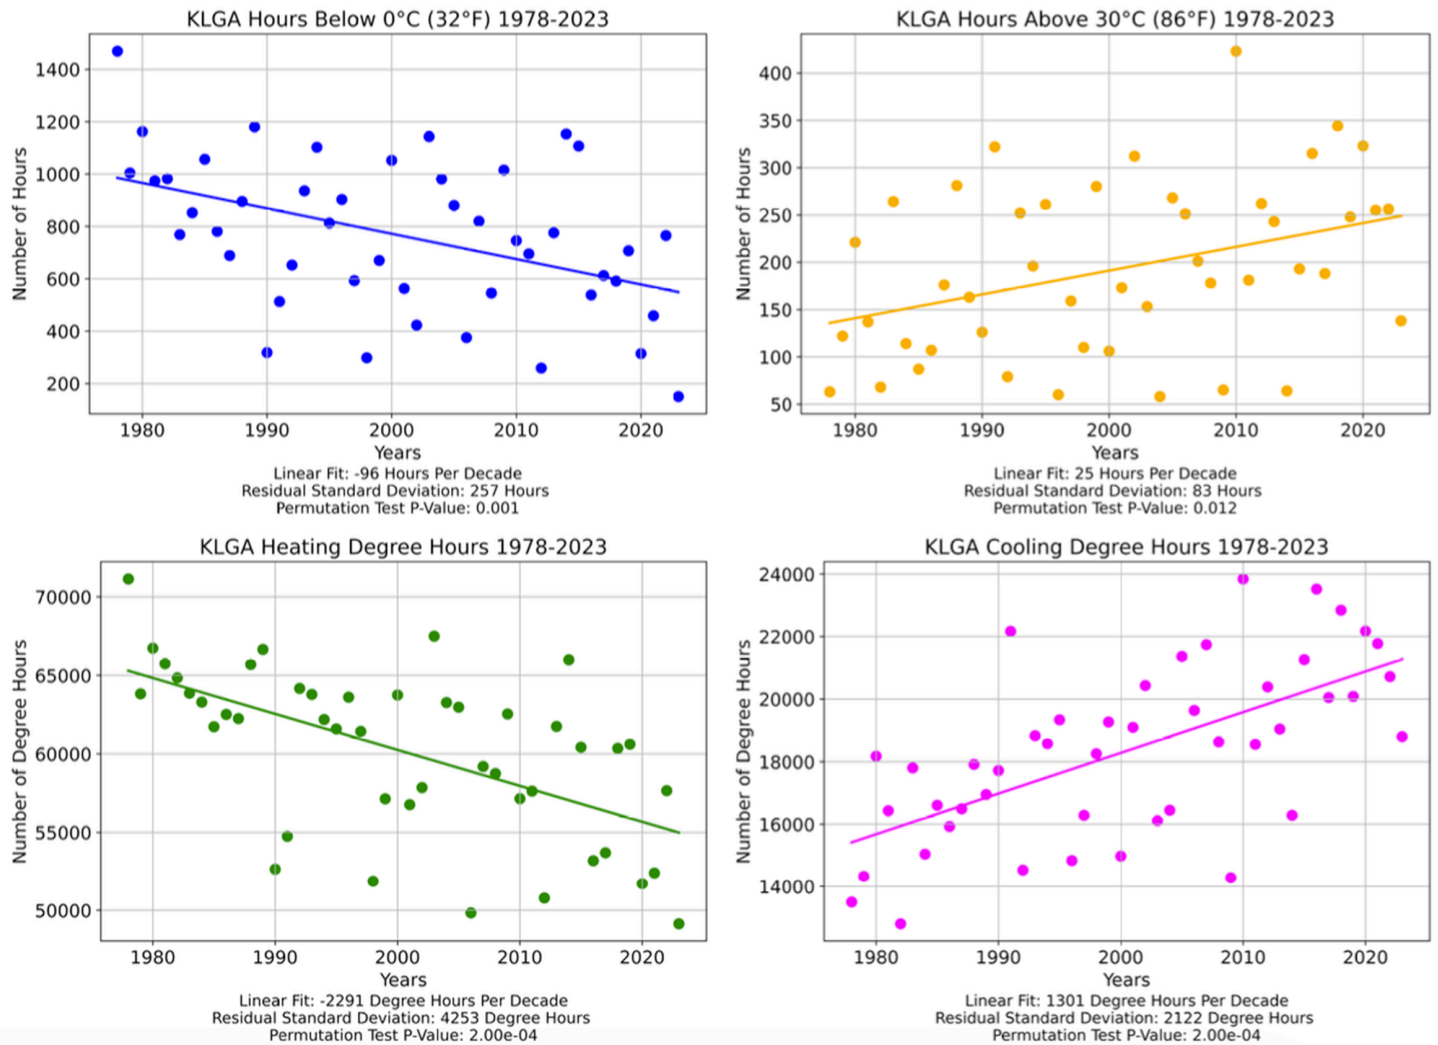 KLGA Hours Below 0°C (32°F) 1978-2023
Number of Hours
1400
1200
1000
800
600
400
200
1980 1990 2000 2010 2020
Years
Linear Fit: -96 Hours Per Decade
Residual Standard Deviation: 257 Hours
Permutation Test P-Value: 0.001
KLGA Hours Above 30°C (86°F) 1978-2023
Number of Hours
400
350
300
250
200
150
100
50
1980 1990 2000 2010 2020
Years
Linear Fit: 25 Hours Per Decade
Residual Standard Deviation: 83 Hours
Permutation Test P-Value: 0.012
KLGA Heating Degree Hours 1978-2023
Number of Degree Hours
70000
65000
60000
55000
50000
1980 1990 2000 2010 2020
Years
Linear Fit: -2291 Degree Hours Per Decade
Residual Standard Deviation: 4253 Degree Hours
Permutation Test P-Value: 2.00e-04
KLGA Cooling Degree Hours 1978-2023
Number of Degree Hours
24000
22000
20000
18000
16000
14000
1980 1990 2000 2010 2020
Years
Linear Fit: 1301 Degree Hours Per Decade
Residual Standard Deviation: 2122 Degree Hours
Permutation Test P-Value: 2.00e-04